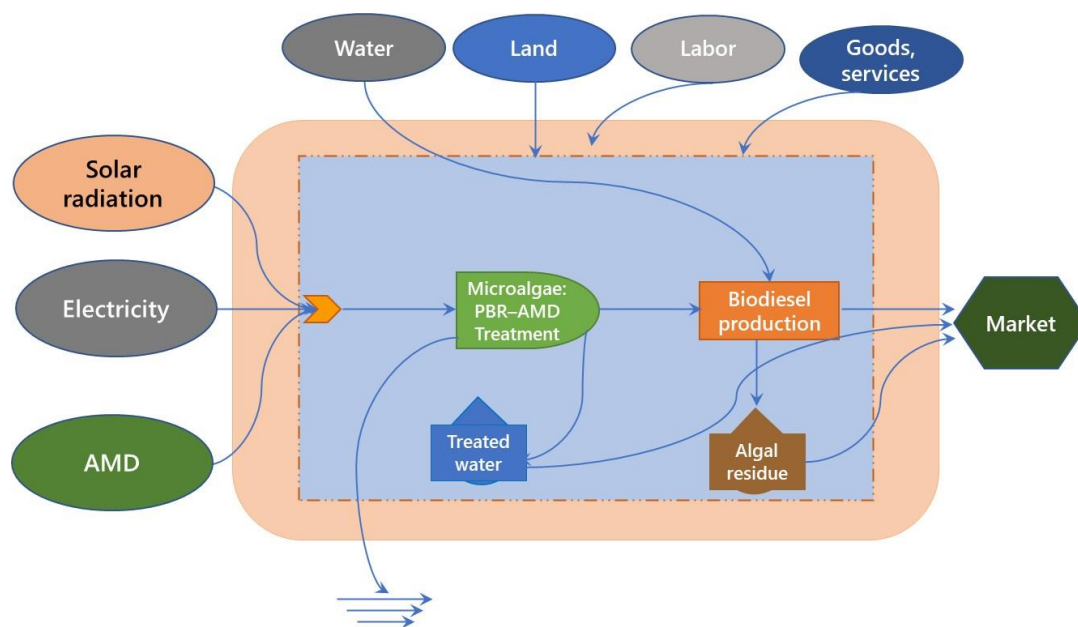 Water
Land
Labor
Goods,
services
Solar
radiation
Electricity
AMD
Microalgae:
PBR–AMD
Treatment
Biodiesel
production
Market
Treated
water
Algal
residue